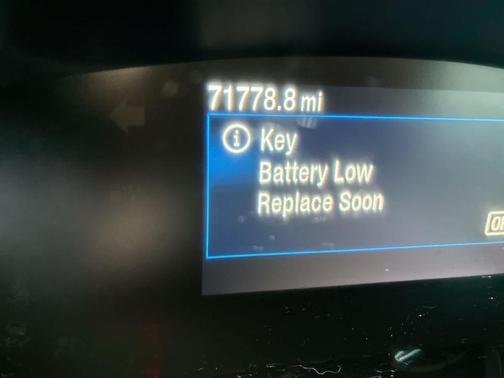 71778.8 mi
Key
Battery Low
Replace Soon